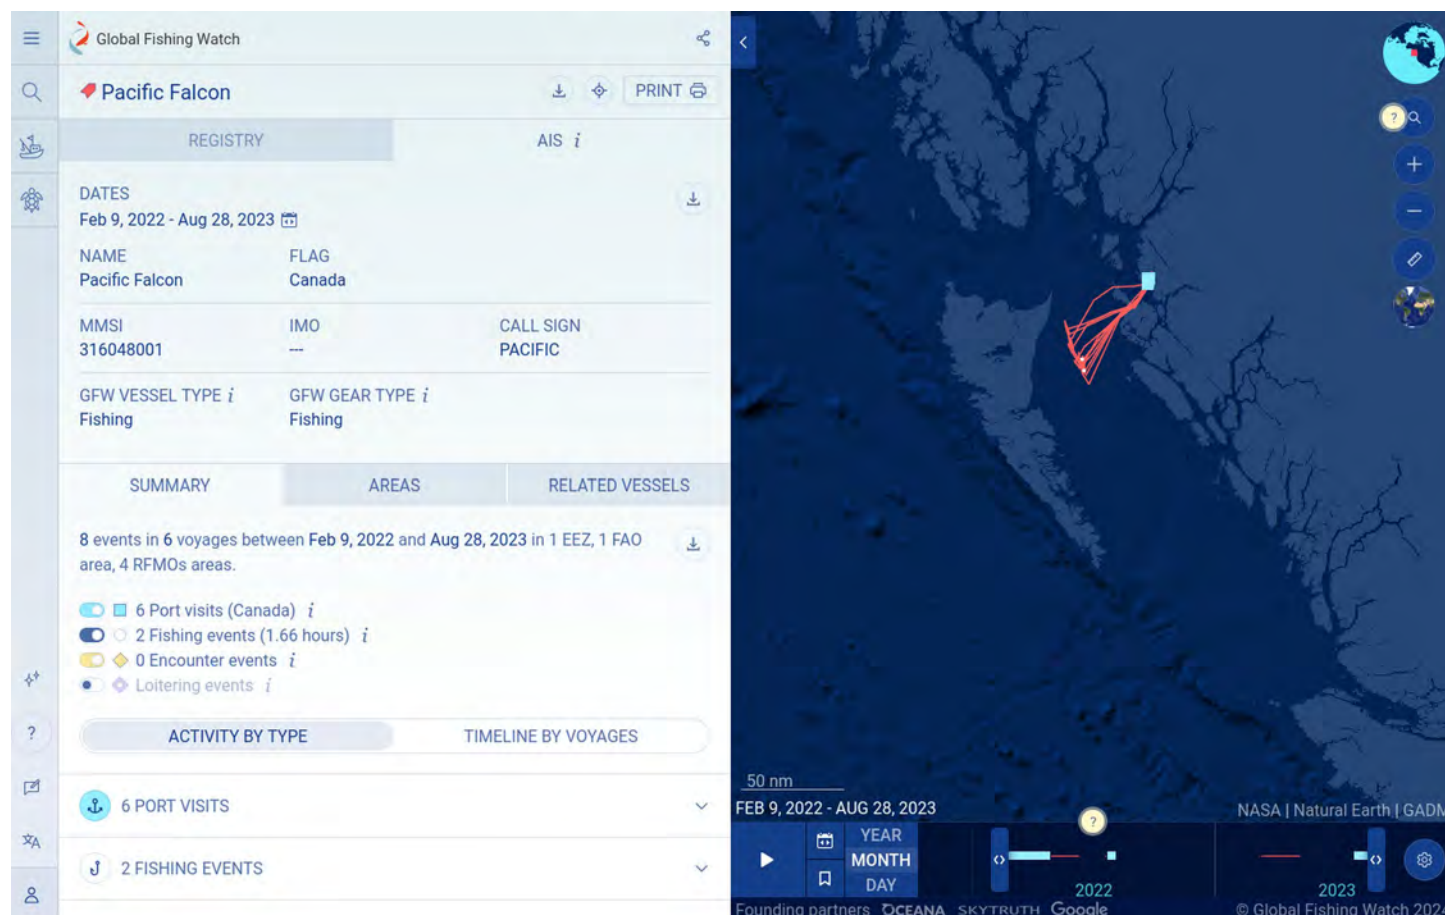 Global Fishing Watch
Pacific Falcon
PRINT
REGISTRY
AIS i
DATES
Feb 9, 2022 - Aug 28, 2023
NAME
FLAG
Pacific Falcon
Canada
MMSI
IMO
CALL SIGN
316048001
---
PACIFIC
GFW VESSEL TYPE i
GFW GEAR TYPE i
Fishing
Fishing
SUMMARY
AREAS
RELATED VESSELS
8 events in 6 voyages between Feb 9, 2022 and Aug 28, 2023 in 1 EEZ, 1 FAO
area, 4 RFMOs areas.
6 Port visits (Canada) i
2 Fishing events (1.66 hours) i
0 Encounter events i
Loitering events i
ACTIVITY BY TYPE
TIMELINE BY VOYAGES
6 PORT VISITS
2 FISHING EVENTS
?
?
50 nm
FEB 9, 2022 - AUG 28, 2023
NASA | Natural Earth | GADM
?
YEAR
MONTH
DAY
2022
2023
Founding partners OCEANA SKYTRUTH Google
© Global Fishing Watch 202